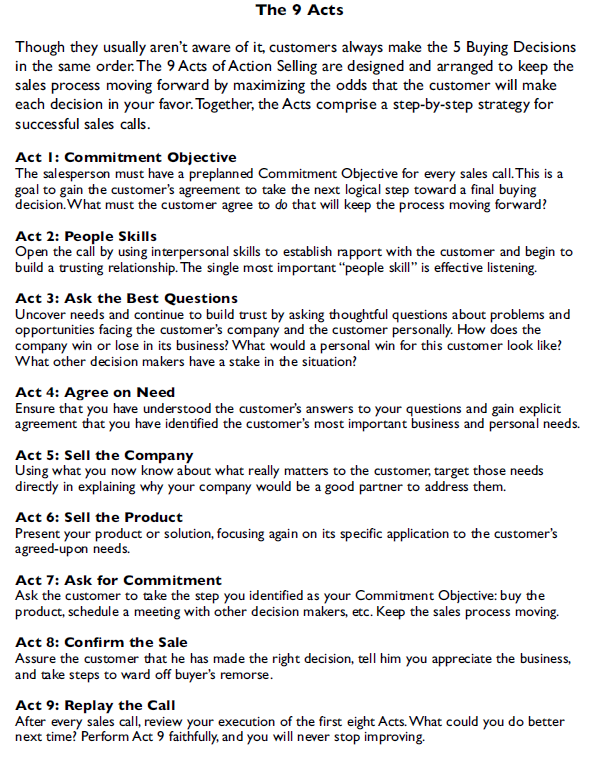 The 9 Acts
Though they usually aren't aware of it, customers always make the 5 Buying Decisions
in the same order. The 9 Acts of Action Selling are designed and arranged to keep the
sales process moving forward by maximizing the odds that the customer will make
each decision in your favor. Together, the Acts comprise a step-by-step strategy for
successful sales calls.
Act 1: Commitment Objective
The salesperson must have a preplanned Commitment Objective for every sales call. This is a
goal to gain the customer's agreement to take the next logical step toward a final buying
decision. What must the customer agree to do that will keep the process moving forward?
Act 2: People Skills
Open the call by using interpersonal skills to establish rapport with the customer and begin to
build a trusting relationship. The single most important "people skill" is effective listening.
Act 3: Ask the Best Questions
Uncover needs and continue to build trust by asking thoughtful questions about problems and
opportunities facing the customer's company and the customer personally. How does the
company win or lose in its business? What would a personal win for this customer look like?
What other decision makers have a stake in the situation?
Act 4: Agree on Need
Ensure that you have understood the customer's answers to your questions and gain explicit
agreement that you have identified the customer's most important business and personal needs.
Act 5: Sell the Company
Using what you now know about what really matters to the customer, target those needs
directly in explaining why your company would be a good partner to address them.
Act 6: Sell the Product
Present your product or solution, focusing again on its specific application to the customer's
agreed-upon needs.
Act 7: Ask for Commitment
Ask the customer to take the step you identified as your Commitment Objective: buy the
product, schedule a meeting with other decision makers, etc. Keep the sales process moving.
Act 8: Confirm the Sale
Assure the customer that he has made the right decision, tell him you appreciate the business,
and take steps to ward off buyer's remorse.
Act 9: Replay the Call
After every sales call, review your execution of the first eight Acts. What could you do better
next time? Perform Act 9 faithfully, and you will never stop improving.